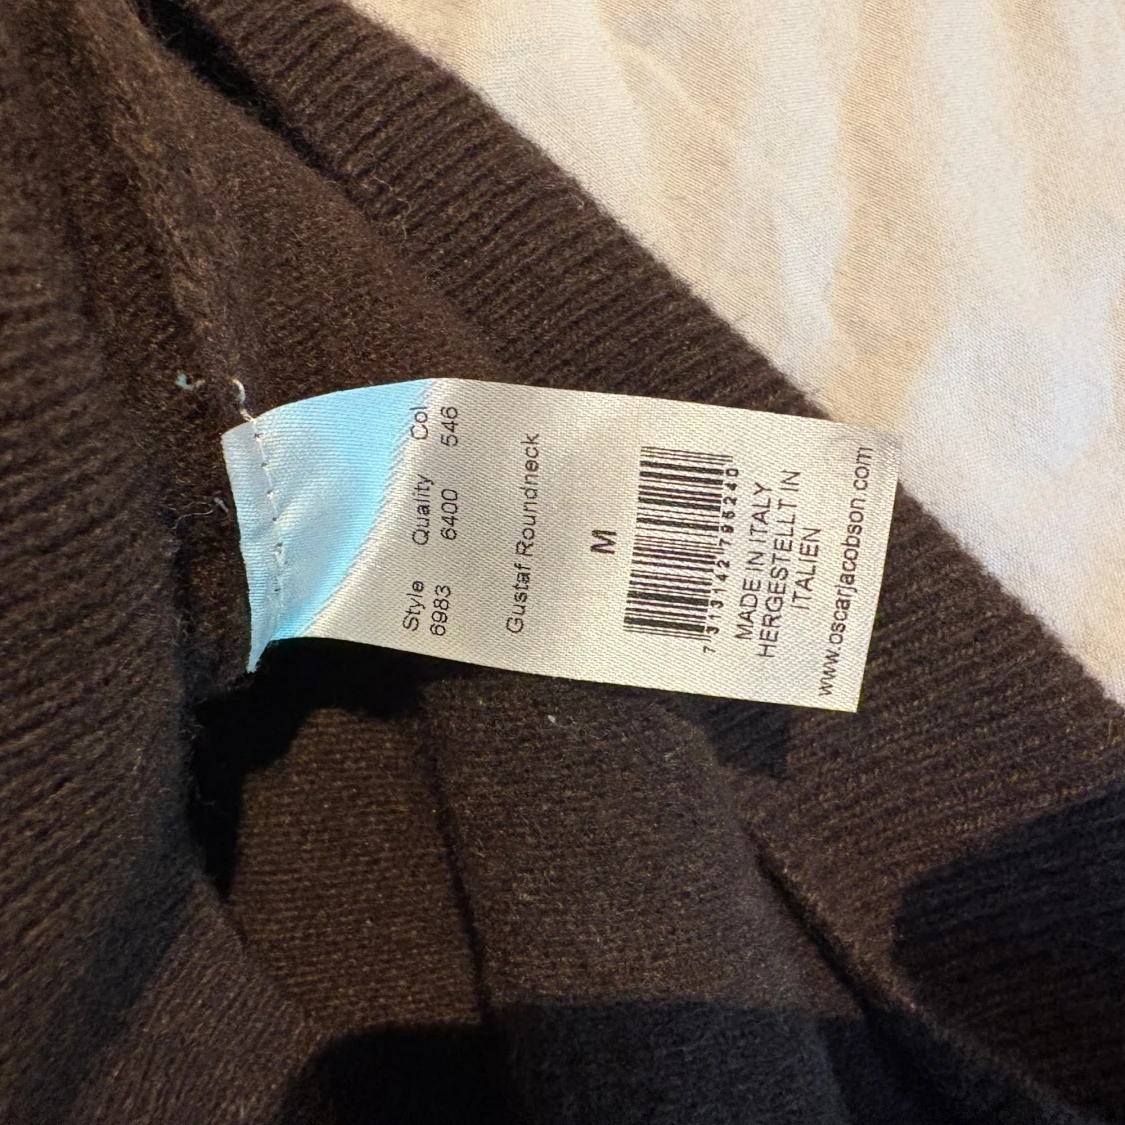 Style Quality Col
6983 6400 546
Gustaf Roundneck
M
7 313142 795240
MADE IN ITALY
HERGESTELLT IN
ITALIEN
www.oscarjacobson.com